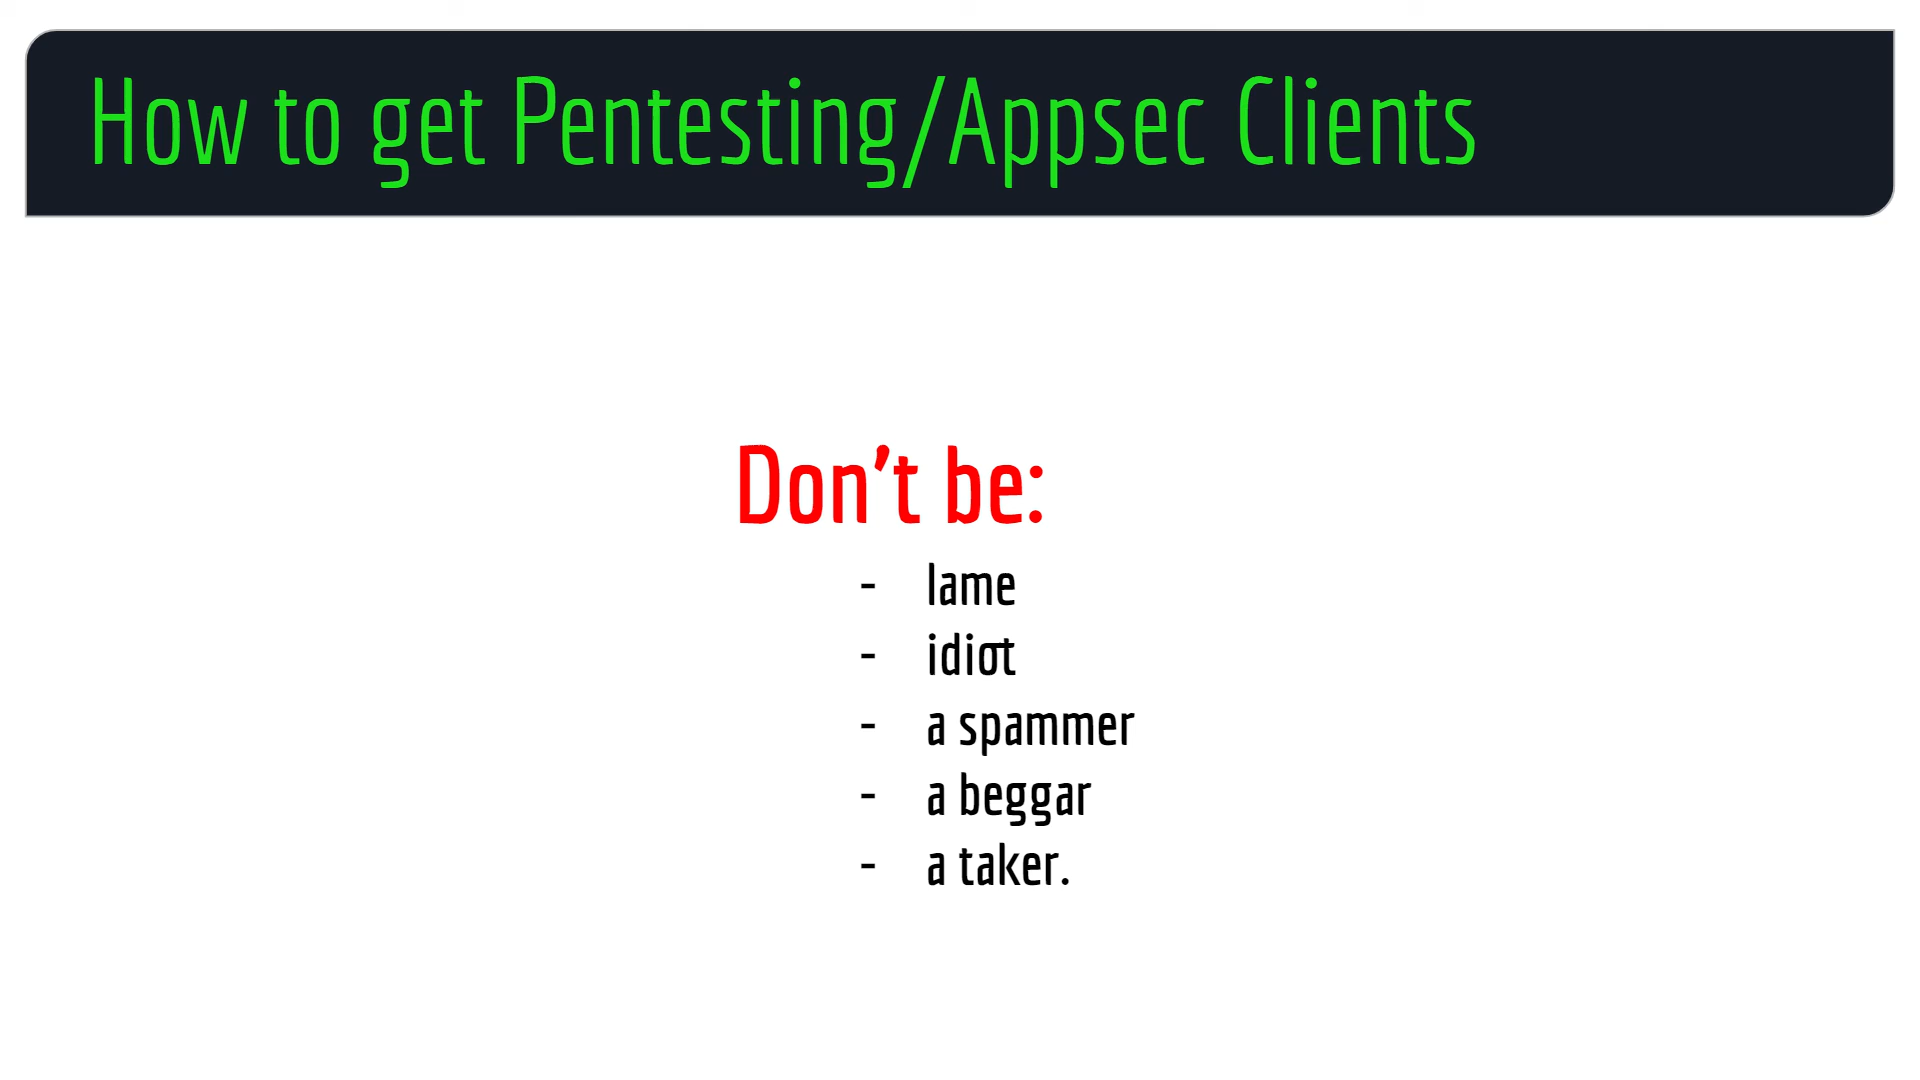 How to get Pentesting/Appsec Clients
Don't be:
- lame
- idiot
- a spammer
- a beggar
- a taker.